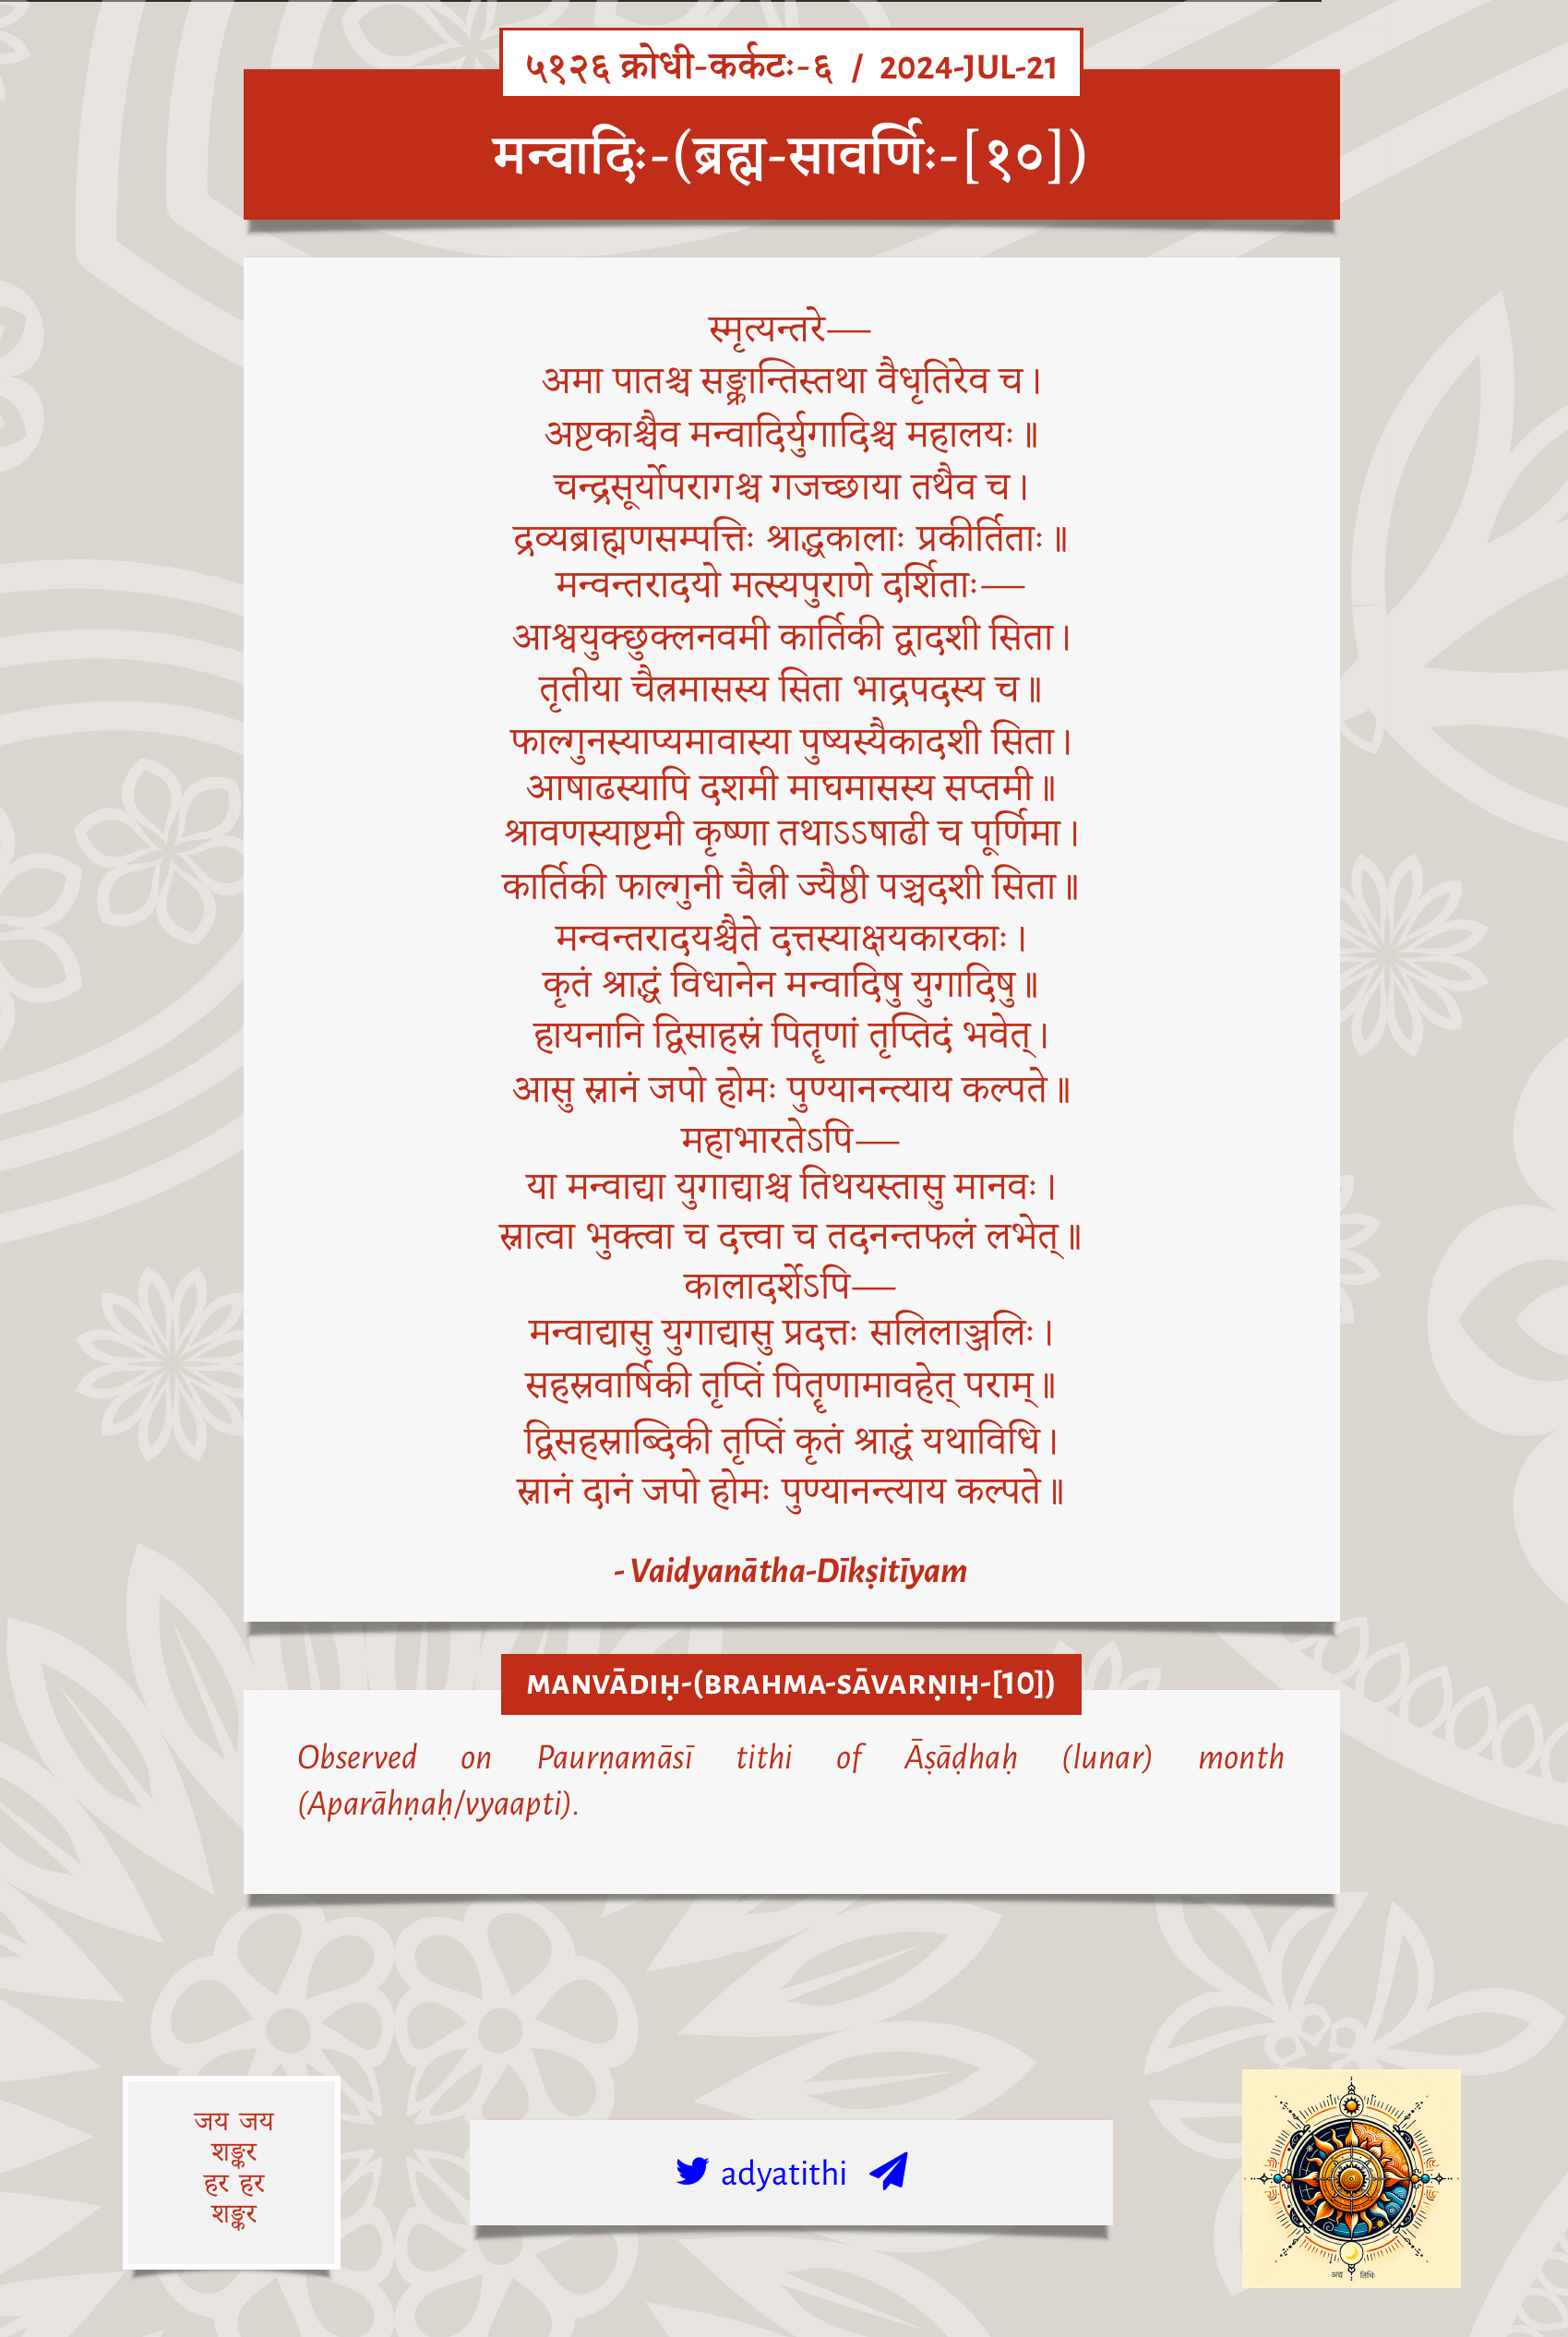 ५१२६ क्रोधी-कर्कटः-६ / 2024-JUL-21
मन्वादिः-(ब्रह्म-सावर्णिः-[१०])
स्मृत्यन्तरे—
अमा पातश्च सङ्क्रान्तिस्तथा वैधृतिरेव च।
अष्टकाश्चैव मन्वादिर्युगादिश्च महालयः॥
चन्द्रसूर्योपरागश्च गजच्छाया तथैव च।
द्रव्यब्राह्मणसम्पत्तिः श्राद्धकालाः प्रकीर्तिताः॥
मन्वन्तरादयो मत्स्यपुराणे दर्शिताः—
आश्वयुक्छुक्लनवमी कार्तिकी द्वादशी सिता।
तृतीया चैत्रमासस्य सिता भाद्रपदस्य च॥
फाल्गुनस्याप्यमावास्या पुष्यस्यैकादशी सिता।
आषाढस्यापि दशमी माघमासस्य सप्तमी॥
श्रावणस्याष्टमी कृष्णा तथाऽऽषाढी च पूर्णिमा।
कार्तिकी फाल्गुनी चैत्री ज्यैष्ठी पञ्चदशी सिता॥
मन्वन्तरादयश्चैते दत्तस्याक्षयकारकाः।
कृतं श्राद्धं विधानेन मन्वादिषु युगादिषु॥
हायनानि द्विसाहस्रं पितॄणां तृप्तिदं भवेत्।
आसु स्नानं जपो होमः पुण्यानन्त्याय कल्पते॥
महाभारतेऽपि—
या मन्वाद्या युगाद्याश्च तिथयस्तासु मानवः।
स्नात्वा भुक्त्वा च दत्त्वा च तदनन्तफलं लभेत्॥
कालादर्शेऽपि—
मन्वाद्यासु युगाद्यासु प्रदत्तः सलिलाञ्जलिः।
सहस्रवार्षिकी तृप्तिं पितॄणामावहेत् पराम्॥
द्विसहस्राब्दिकी तृप्तिं कृतं श्राद्धं यथाविधि।
स्नानं दानं जपो होमः पुण्यानन्त्याय कल्पते॥
- Vaidyanātha-Dīkṣitīyam
MANVĀDIḤ-(BRAHMA-SĀVARṆIḤ-[10])
Observed on Paurṇamāsī tithi of Āṣāḍhaḥ (lunar) month
(Aparāhṇaḥ/vyaapti).
जय जय
शङ्कर
हर हर
शङ्कर
adyatithi
अद्य तिथिः